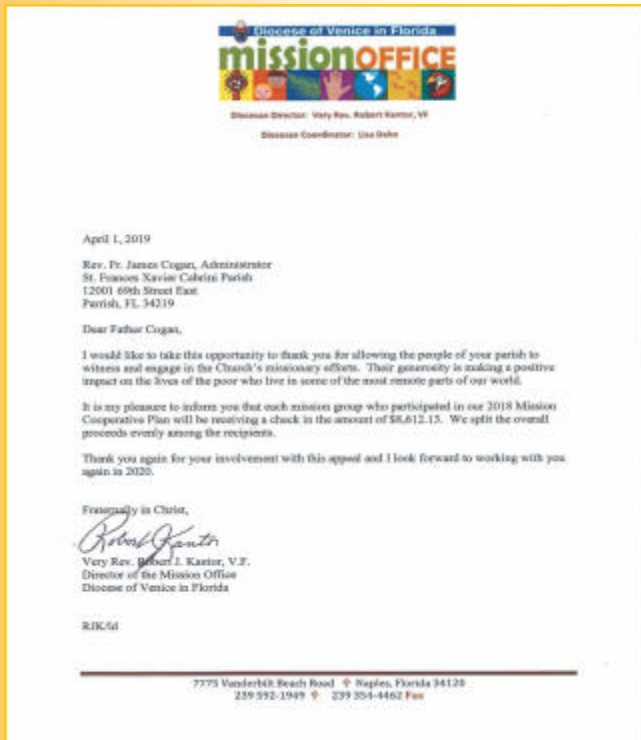 Diocese of Venice in Florida
missionOFFICE
Diocesan Director: Very Rev. Robert Kantor, VF
Diocesan Coordinator: Lisa
April 1, 2019
Rev. Fr. James Cogan, Administrator
St. Frances Xavier Cabrini Parish
12001 69th Street East
Parrish, FL 34219
Dear Father Cogan,
I would like to take this opportunity to thank you for allowing the people of your parish to
witness and engage in the Church's missionary efforts. Their generosity is making a positive
impact on the lives of the poor who live in some of the most remote parts of our world.
It is my pleasure to inform you that each mission group who participated in our 2018 Mission
Cooperative Plan will be receiving a check in the amount of $8,612.13. We split the overall
proceeds evenly among the recipients.
Thank you again for your involvement with this appeal and I look forward to working with you
again in 2020.
Fraternally in Christ,
Robert Kantor
Very Rev. Robert J. Kantor, V.F.
Director of the Mission Office
Diocese of Venice in Florida
RJK/ld
7775 Vanderbilt Beach Road Naples, Florida 34120
239 592-1949 239 354-4462 Fax